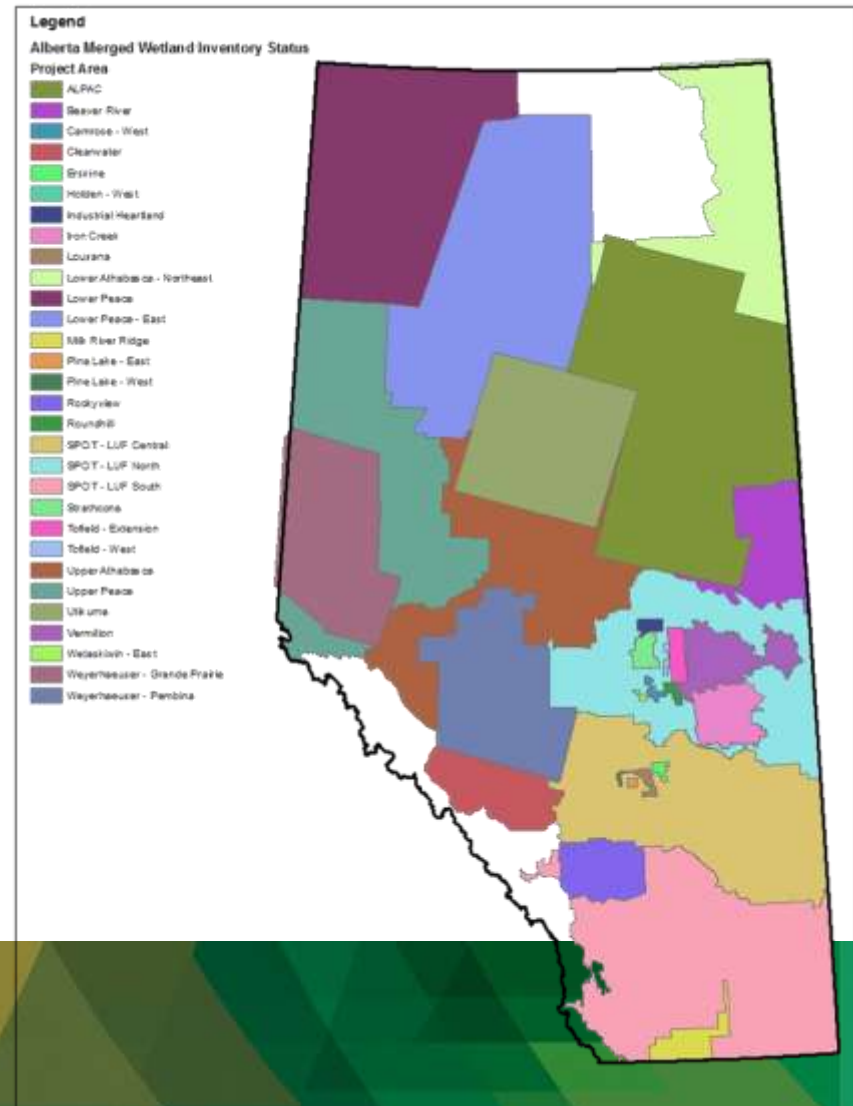 Legend
Alberta Merged Wetland Inventory Status
Project Area
ALPAC
Beaver River
Camrose - West
Clearwater
Erskine
Holden - West
Industrial Heartland
Iron Creek
Lousana
Lower Athabasca - Northeast
Lower Peace
Lower Peace - East
Milk River Ridge
Pine Lake - East
Pine Lake - West
Rockyview
Roundhill
SPOT - LUF Central
SPOT - LUF North
SPOT - LUF South
Strathcona
Tofield - Extension
Tofield - West
Upper Athabasca
Upper Peace
Utikuma
Vermilion
Wetaskiwin - East
Weyerhaeuser - Grande Prairie
Weyerhaeuser - Pembina